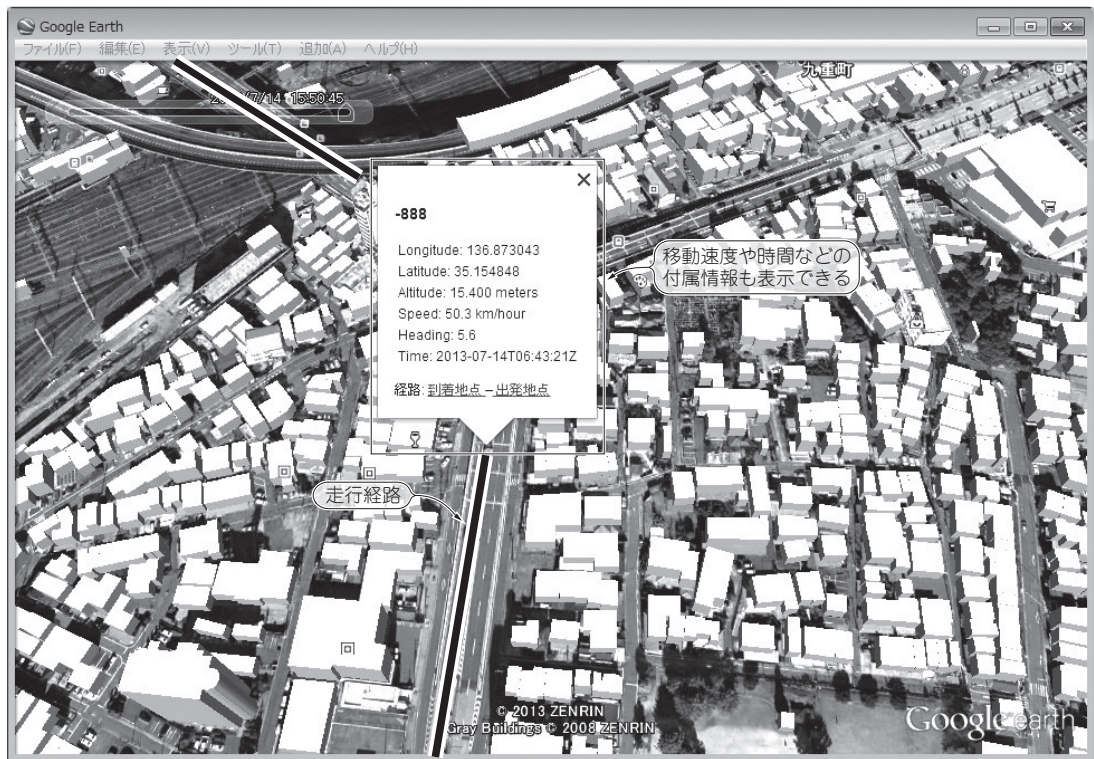 Google Earth
ファイル(F) 編集(E) 表示(V) ツール(T) 追加(A) ヘルプ(H)
九重町
/7/14 15:50:45
-888
Longitude: 136.873043
Latitude: 35.154848
Altitude: 15.400 meters
Speed: 50.3 km/hour
Heading: 5.6
Time: 2013-07-14T06:43:21Z
経路: 到着地点 – 出発地点
移動速度や時間などの
付属情報も表示できる
走行経路
© 2013 ZENRIN
Gray Buildings © 2008 ZENRIN
Google earth